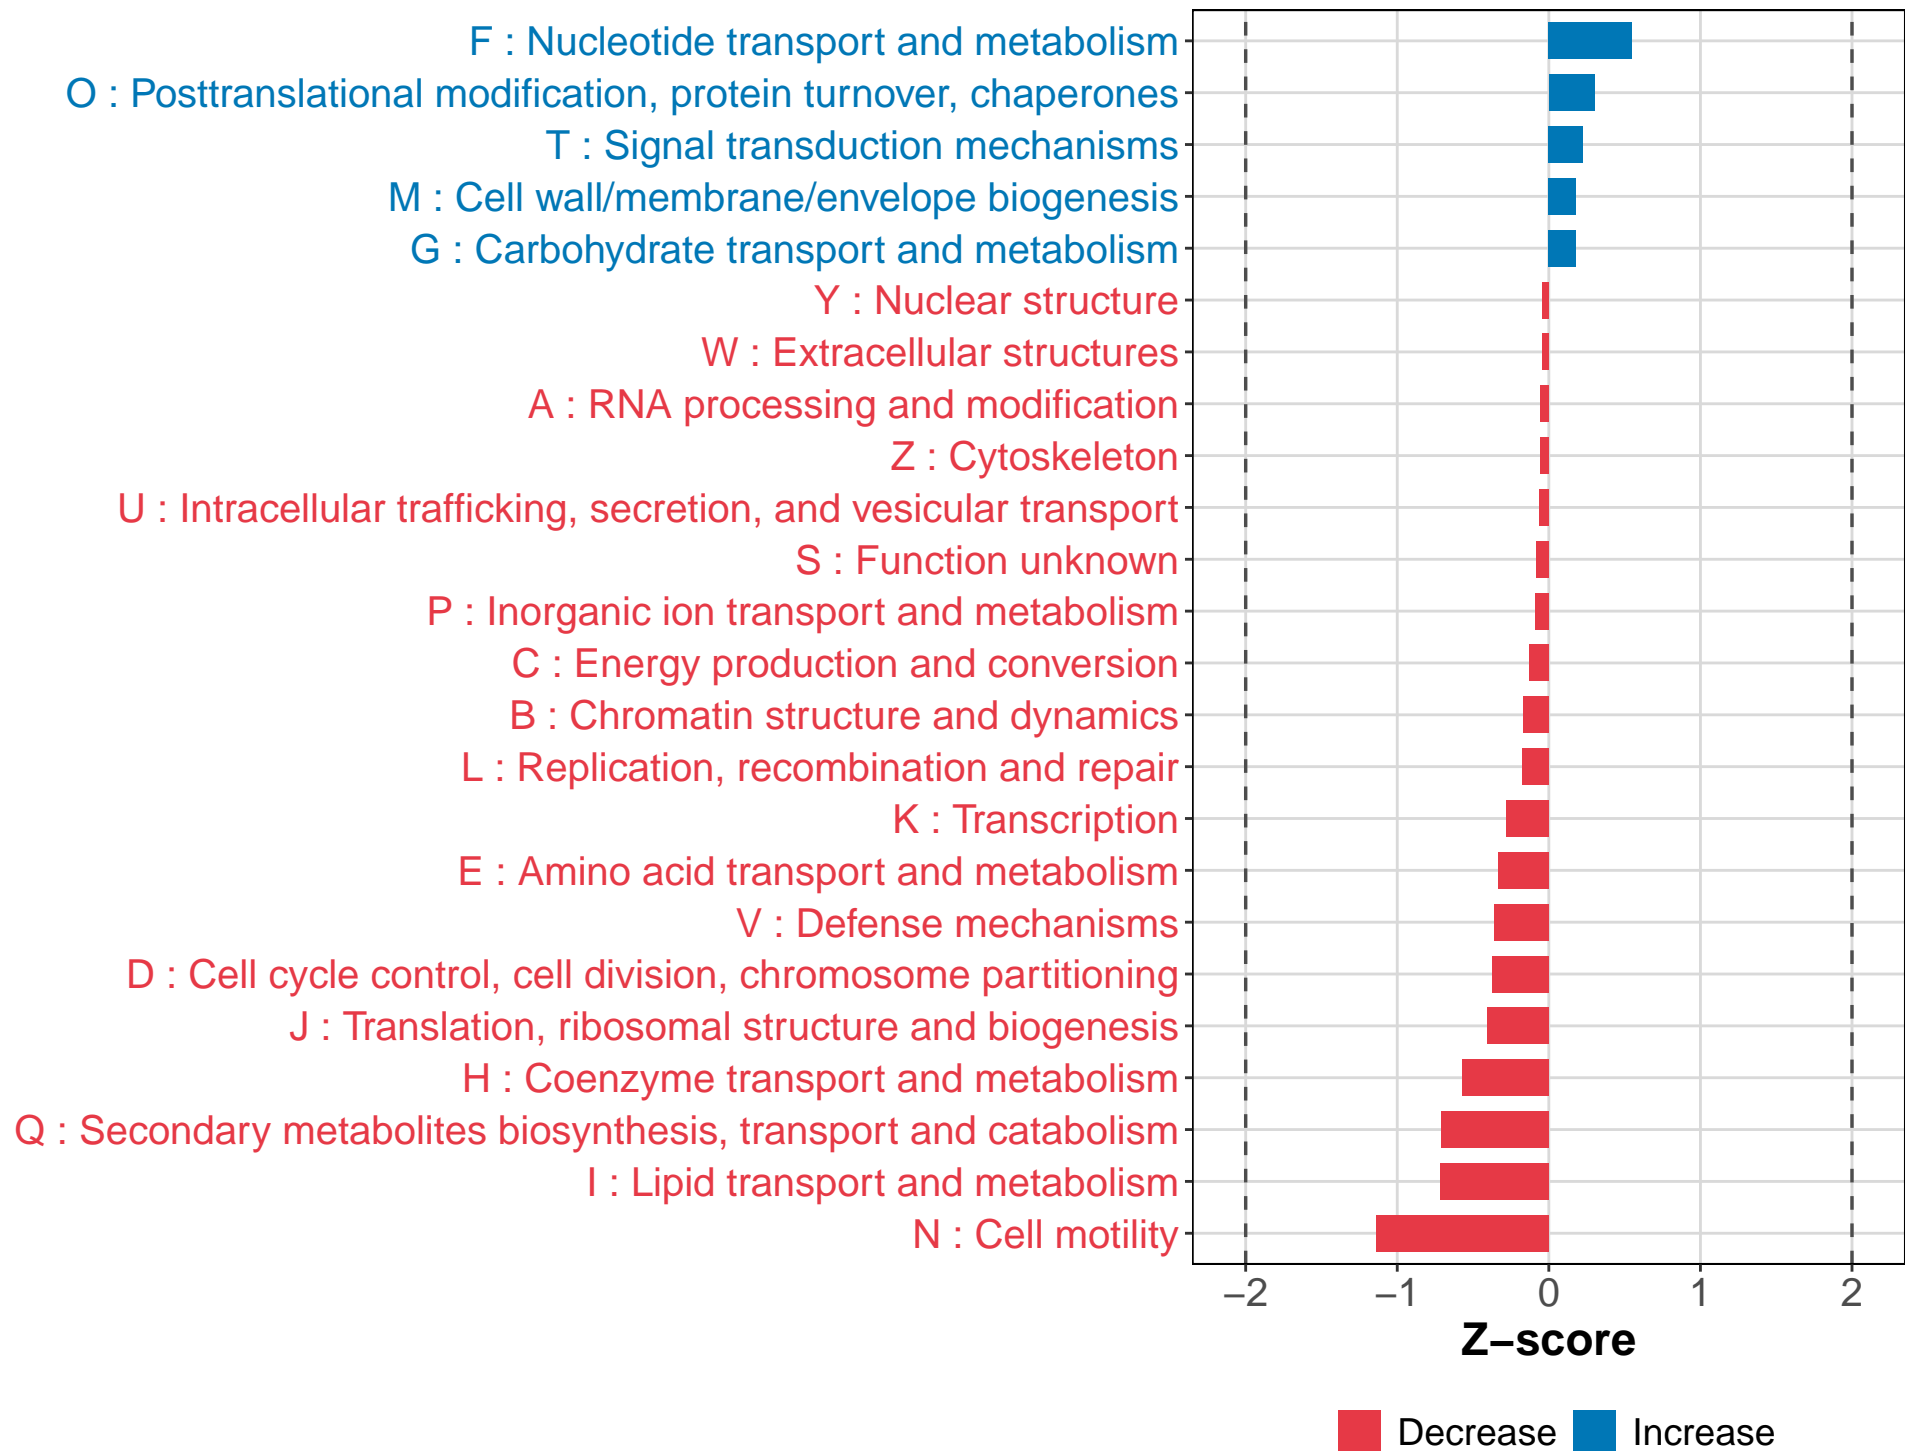 F : Nucleotide transport and metabolism
O : Posttranslational modification, protein turnover, chaperones
T : Signal transduction mechanisms
M : Cell wall/membrane/envelope biogenesis
G : Carbohydrate transport and metabolism
Y : Nuclear structure
W : Extracellular structures
A : RNA processing and modification
Z : Cytoskeleton
U : Intracellular trafficking, secretion, and vesicular transport
S : Function unknown
P : Inorganic ion transport and metabolism
C : Energy production and conversion
B : Chromatin structure and dynamics
L : Replication, recombination and repair
K : Transcription
E : Amino acid transport and metabolism
V : Defense mechanisms
D : Cell cycle control, cell division, chromosome partitioning
J : Translation, ribosomal structure and biogenesis
H : Coenzyme transport and metabolism
Q : Secondary metabolites biosynthesis, transport and catabolism
I : Lipid transport and metabolism
N : Cell motility
−2 −1 0 1 2
Z−score
Decrease Increase